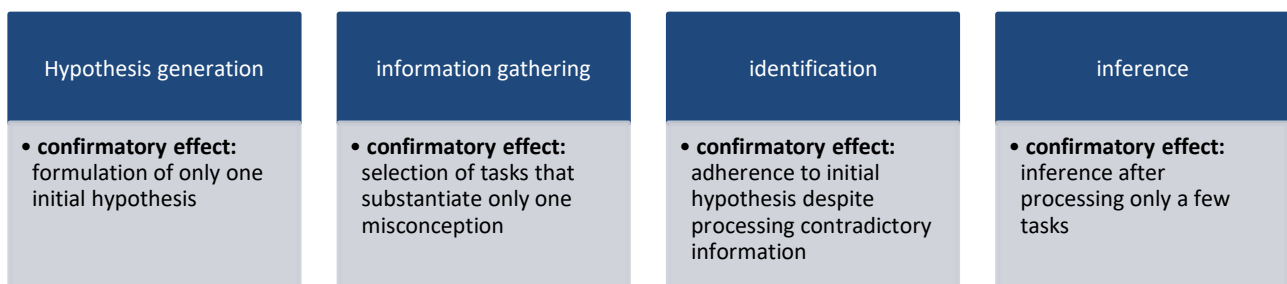 Hypothesis generation
• confirmatory effect:
formulation of only one
initial hypothesis
information gathering
• confirmatory effect:
selection of tasks that
substantiate only one
misconception
identification
• confirmatory effect:
adherence to initial
hypothesis despite
processing contradictory
information
inference
• confirmatory effect:
inference after
processing only a few
tasks